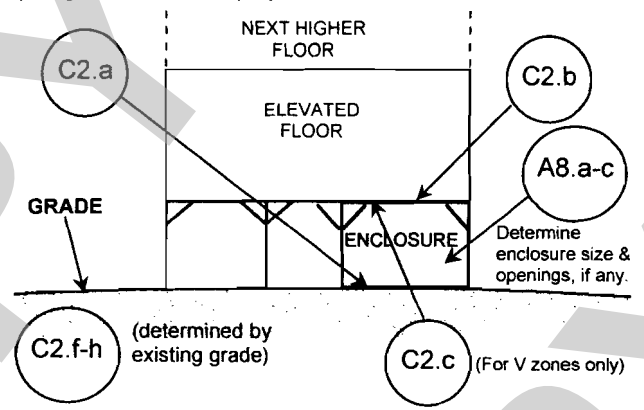 NEXT HIGHER
FLOOR
C2.a
C2.b
ELEVATED
FLOOR
A8.a-c
GRADE
ENCLOSURE
Determine
enclosure size &
openings, if any.
C2.f-h
(determined by
existing grade)
C2.c
(For V zones only)